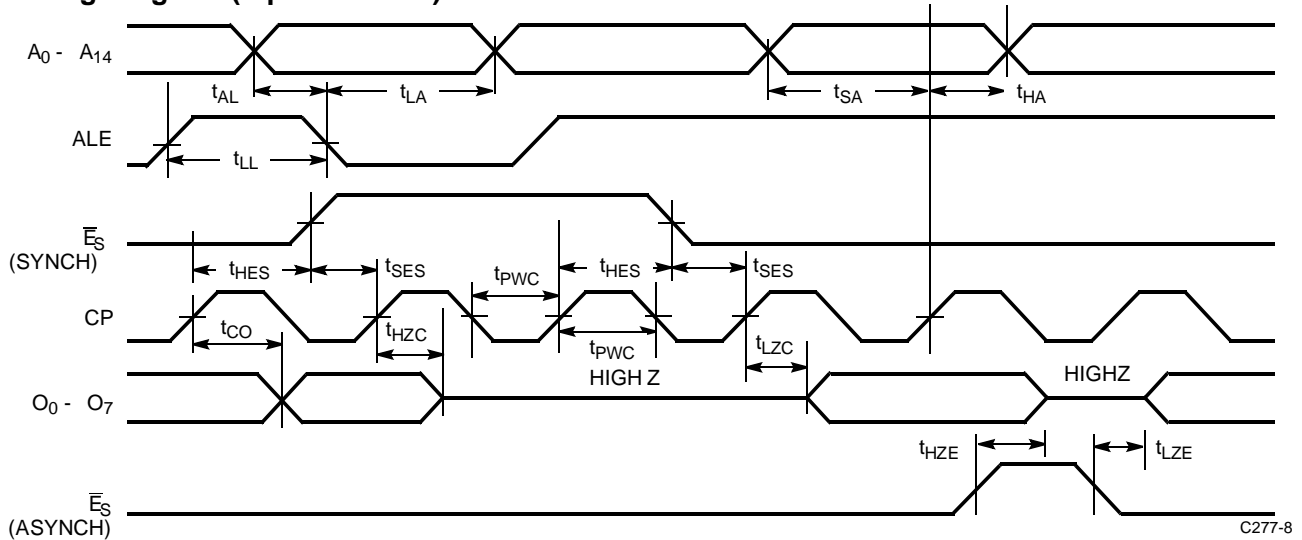 A0 - A14
tAL
tLA
tSA
tHA
ALE
tLL
ES
(SYNCH)
tHES
tSES
tPWC
tHES
tSES
CP
tCO
tHZC
tPWC
tLZC
HIGH Z
HIGHZ
O0 - O7
tHZE
tLZE
ES
(ASYNCH)
C277-8